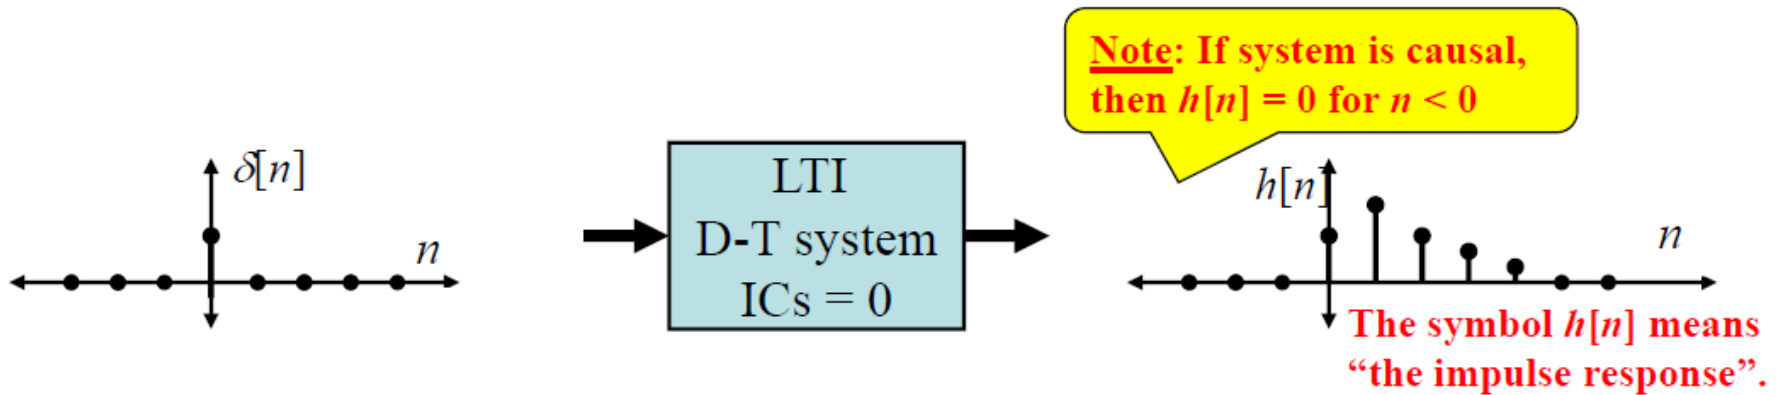 Note: If system is causal,
then h[n] = 0 for n < 0
δ[n]
n
LTI
D-T system
ICs = 0
h[n]
n
The symbol h[n] means
“the impulse response”.